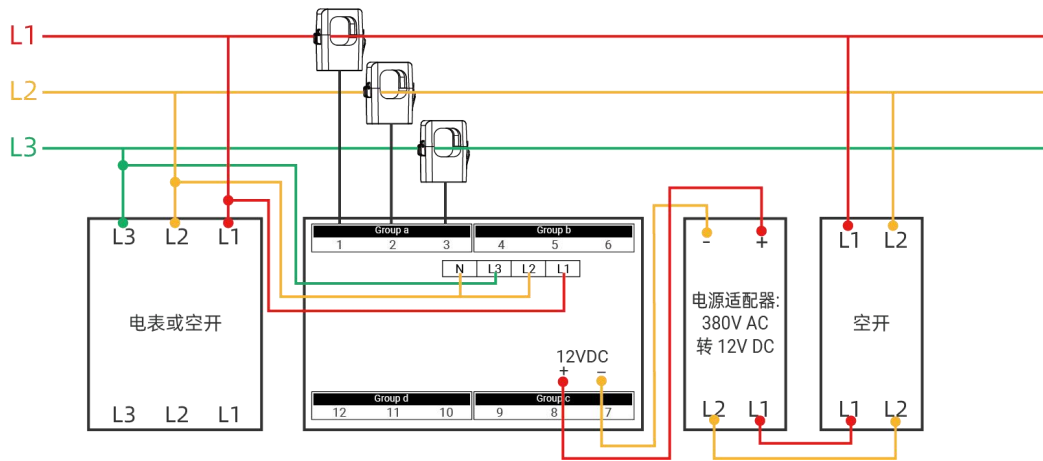 L1
L2
L3
L3 L2 L1
电表或空开
L3 L2 L1
Group a Group b
1 2 3 4 5 6
N L3 L2 L1
12VDC
+ −
Group d Group c
12 11 10 9 8 7
- +
电源适配器:
380V AC
转 12V DC
L2 L1
L1 L2
空开
L1 L2